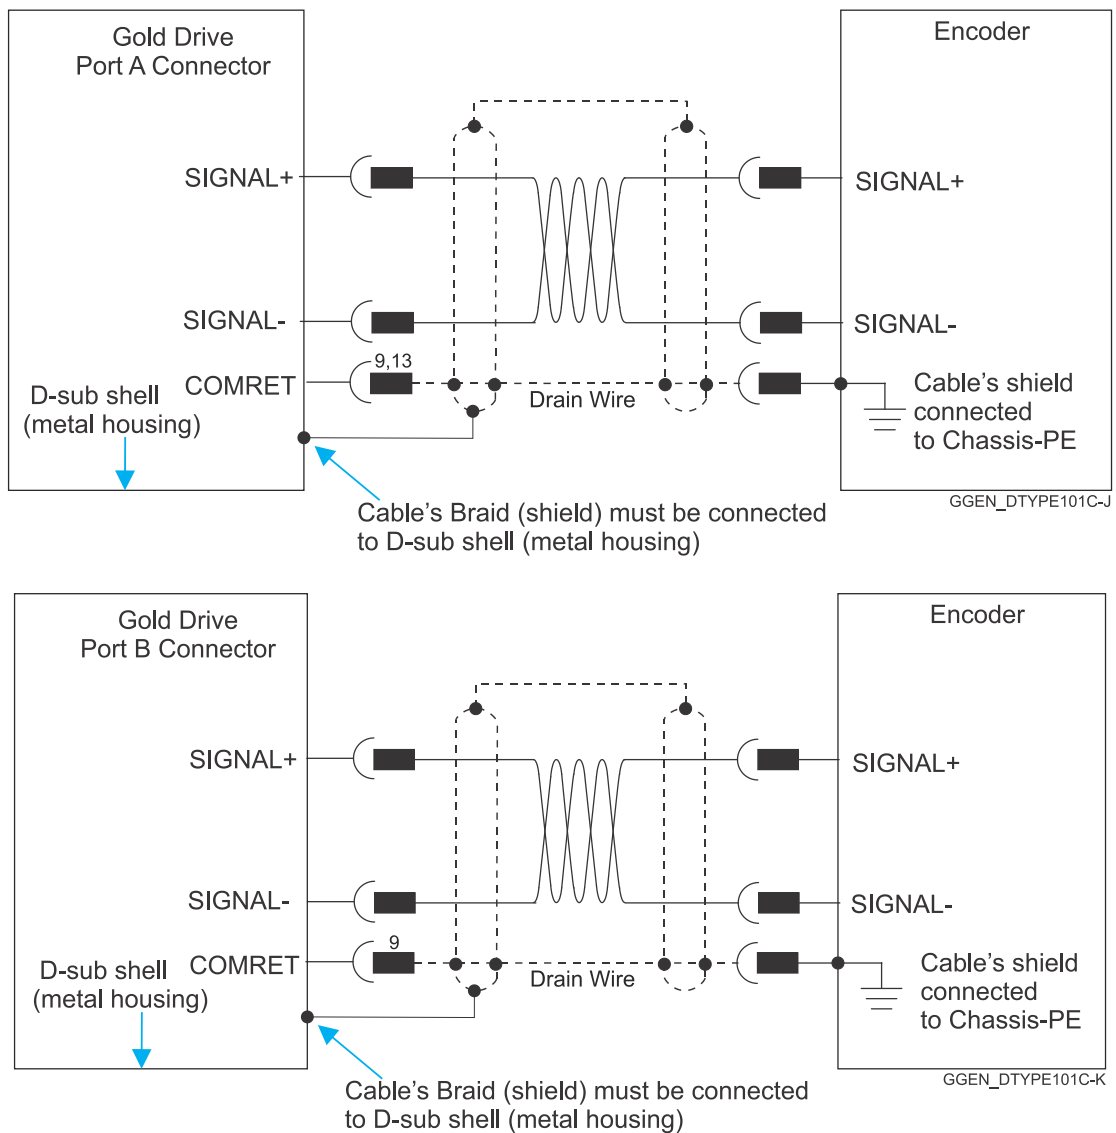 Gold Drive
Port A Connector
Encoder
SIGNAL+
SIGNAL+
SIGNAL-
SIGNAL-
9,13
COMRET
Drain Wire
D-sub shell
(metal housing)
Cable's shield
connected
to Chassis-PE
GGEN_DTYPE101C-J
Cable's Braid (shield) must be connected
to D-sub shell (metal housing)
Gold Drive
Port B Connector
Encoder
SIGNAL+
SIGNAL+
SIGNAL-
SIGNAL-
9
COMRET
Drain Wire
D-sub shell
(metal housing)
Cable's shield
connected
to Chassis-PE
GGEN_DTYPE101C-K
Cable's Braid (shield) must be connected
to D-sub shell (metal housing)